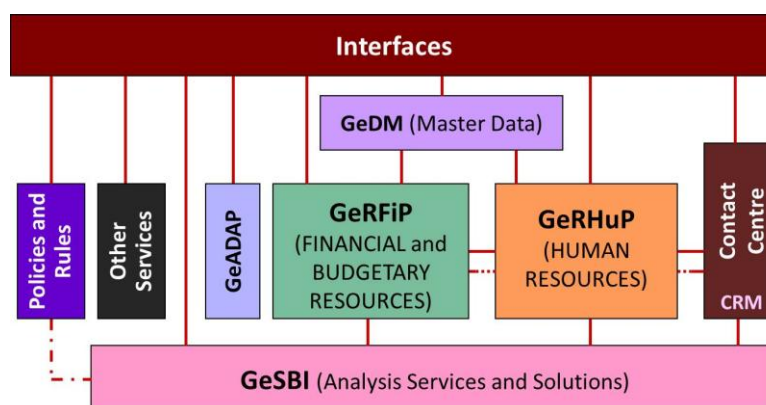 Interfaces
GeDM (Master Data)
Policies and
Rules
Other
Services
GeADAP
GeRFiP
(FINANCIAL and
BUDGETARY
RESOURCES)
GeRHuP
(HUMAN
RESOURCES)
Contact
Centre
CRM
GeSBI (Analysis Services and Solutions)